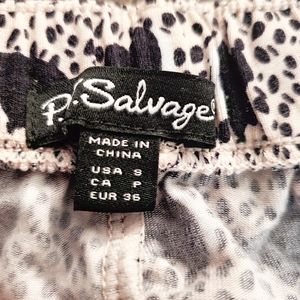 P.J. Salvage
MADE IN
CHINA
USA S
CA P
EUR 36